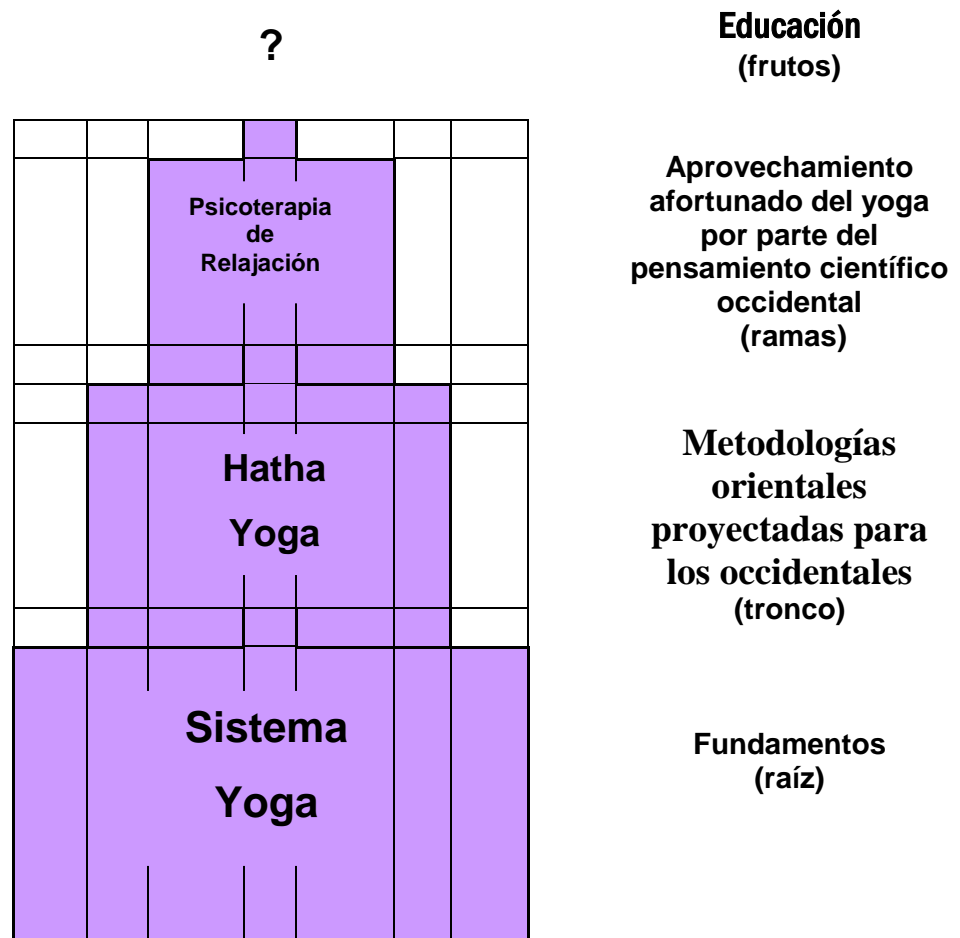 ?
Educación
(frutos)
Psicoterapia
de
Relajación
Aprovechamiento
afortunado del yoga
por parte del
pensamiento científico
occidental
(ramas)
Hatha
Yoga
Metodologías
orientales
proyectadas para
los occidentales
(tronco)
Sistema
Yoga
Fundamentos
(raíz)